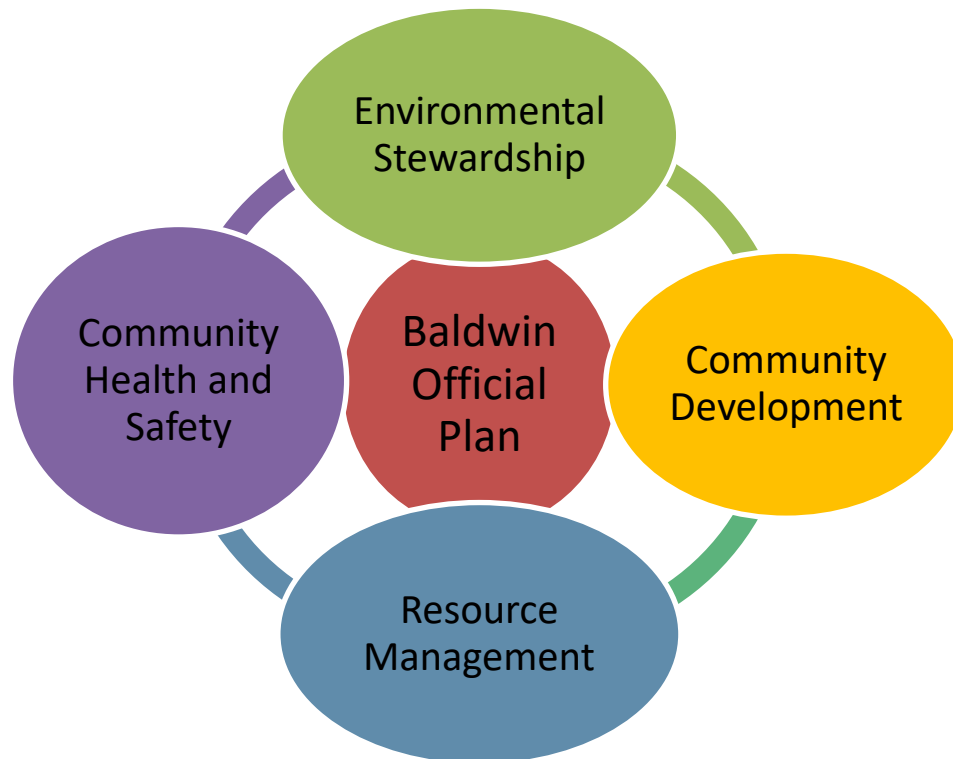 Environmental
Stewardship
Community
Health and
Safety
Baldwin
Official
Plan
Community
Development
Resource
Management